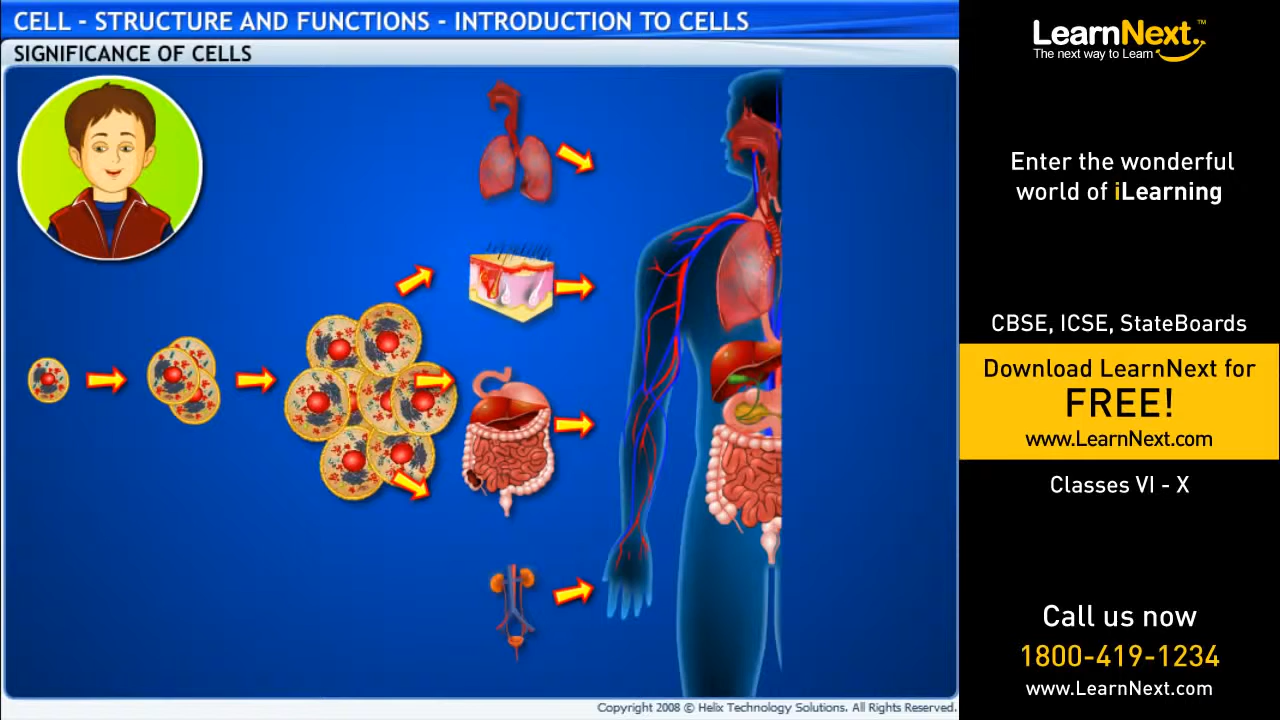 CELL - STRUCTURE AND FUNCTIONS - INTRODUCTION TO CELLS
SIGNIFICANCE OF CELLS
Copyright 2008 © Helix Technology Solutions. All Rights Reserved.
LearnNext.™
The next way to Learn
Enter the wonderful
world of iLearning
CBSE, ICSE, StateBoards
Download LearnNext for
FREE!
www.LearnNext.com
Classes VI - X
Call us now
1800-419-1234
www.LearnNext.com